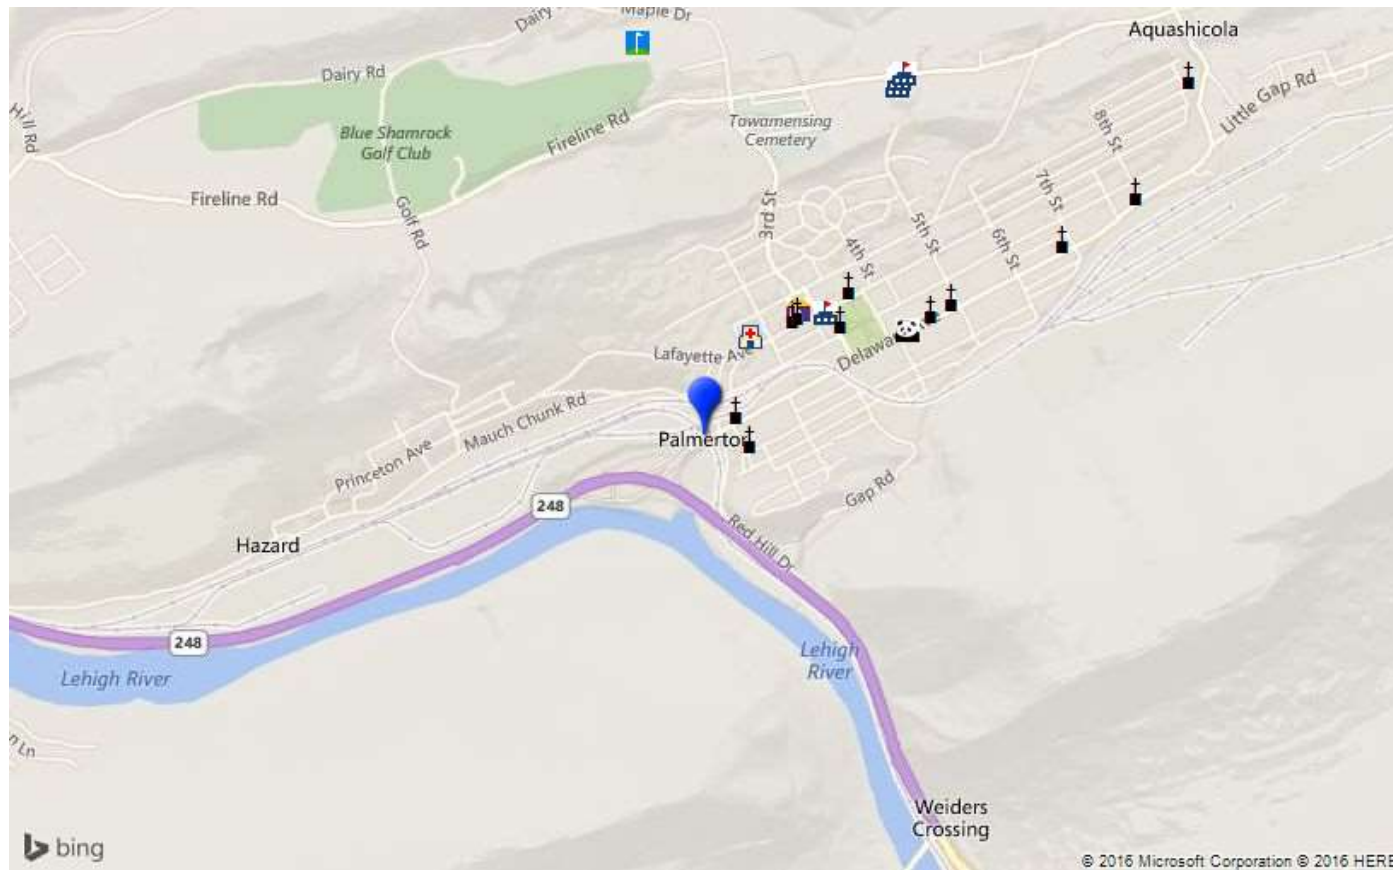 Maple Dr
Dairy
Aquashicola
Dairy Rd
Little Gap Rd
Hill Rd
Blue Shamrock
Golf Club
Fireline Rd
Towamensing
Cemetery
8th St
7th St
Fireline Rd
Golf Rd
3rd St
4th St
5th St
6th St
Lafayette Ave
Delawar
Mauch Chunk Rd
Palmerton
Princeton Ave
Gap Rd
248
Red Hill Dr
Hazard
248
Lehigh
River
Lehigh River
n Ln
Weiders
Crossing
bing
© 2016 Microsoft Corporation © 2016 HERE